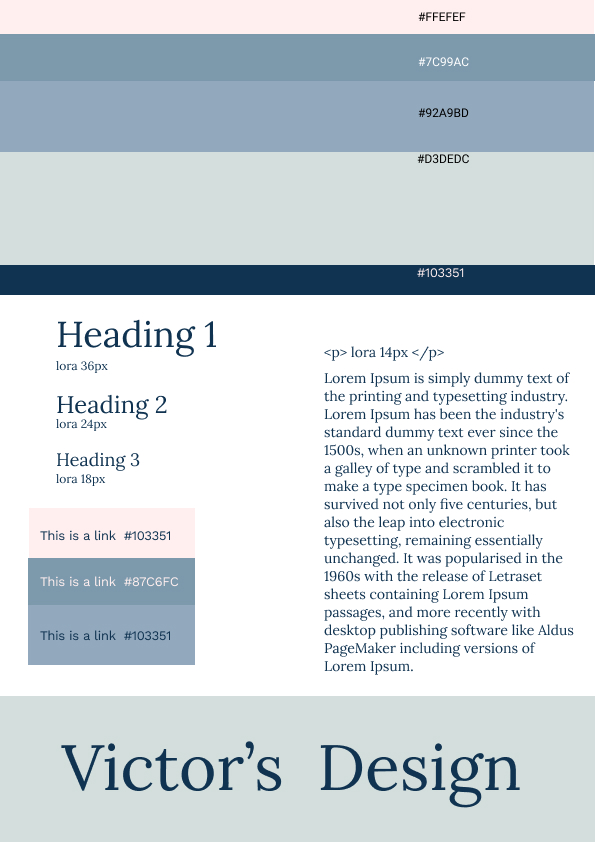 #FFEFEF
#7C99AC
#92A9BD
#D3DEDC
#103351
Heading 1
lora 36px
Heading 2
lora 24px
Heading 3
lora 18px
This is a link  #103351
This is a link  #87C6FC
This is a link  #103351
<p> lora 14px </p>
Lorem Ipsum is simply dummy text of
the printing and typesetting industry.
Lorem Ipsum has been the industry's
standard dummy text ever since the
1500s, when an unknown printer took
a galley of type and scrambled it to
make a type specimen book. It has
survived not only five centuries, but
also the leap into electronic
typesetting, remaining essentially
unchanged. It was popularised in the
1960s with the release of Letraset
sheets containing Lorem Ipsum
passages, and more recently with
desktop publishing software like Aldus
PageMaker including versions of
Lorem Ipsum.
Victor’s  Design